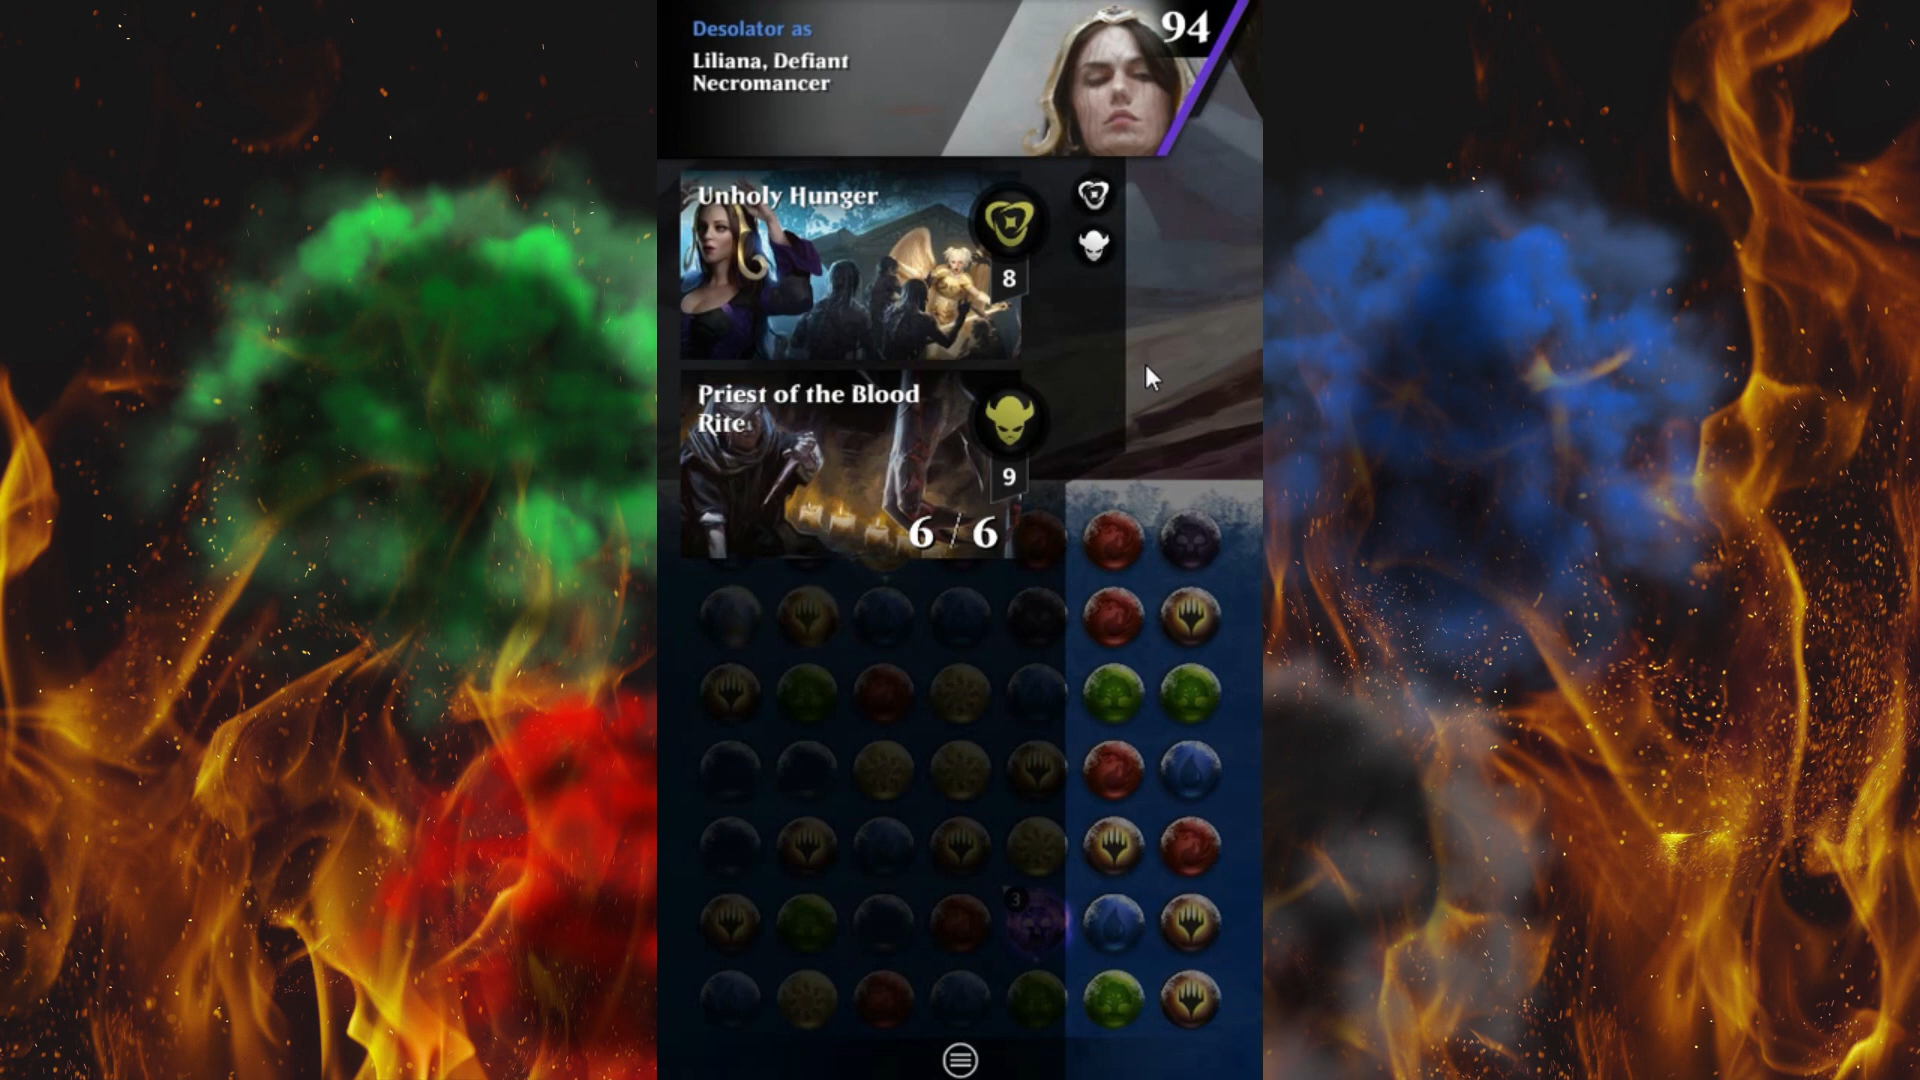 Desolator as
94
Liliana, Defiant
Necromancer
Unholy Hunger
8
Priest of the Blood
Rite
9
6 / 6
3